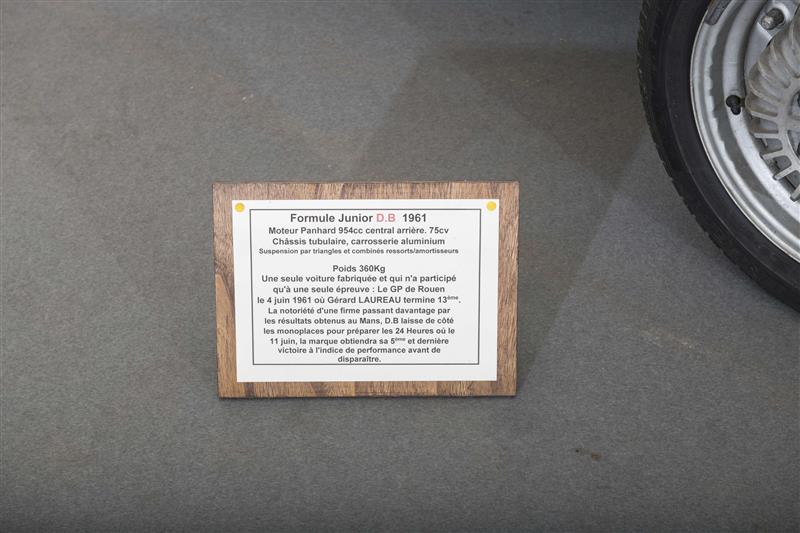 Formule Junior D.B 1961
Moteur Panhard 954cc central arrière. 75cv
Châssis tubulaire, carrosserie aluminium
Suspension par triangles et combinés ressorts/amortisseurs
Poids 360Kg
Une seule voiture fabriquée et qui n'a participé
qu'à une seule épreuve : Le GP de Rouen
le 4 juin 1961 où Gérard LAUREAU termine 13ème.
La notoriété d'une firme passant davantage par
les résultats obtenus au Mans, D.B laisse de côté
les monoplaces pour préparer les 24 Heures où le
11 juin, la marque obtiendra sa 5ème et dernière
victoire à l'indice de performance avant de
disparaître.